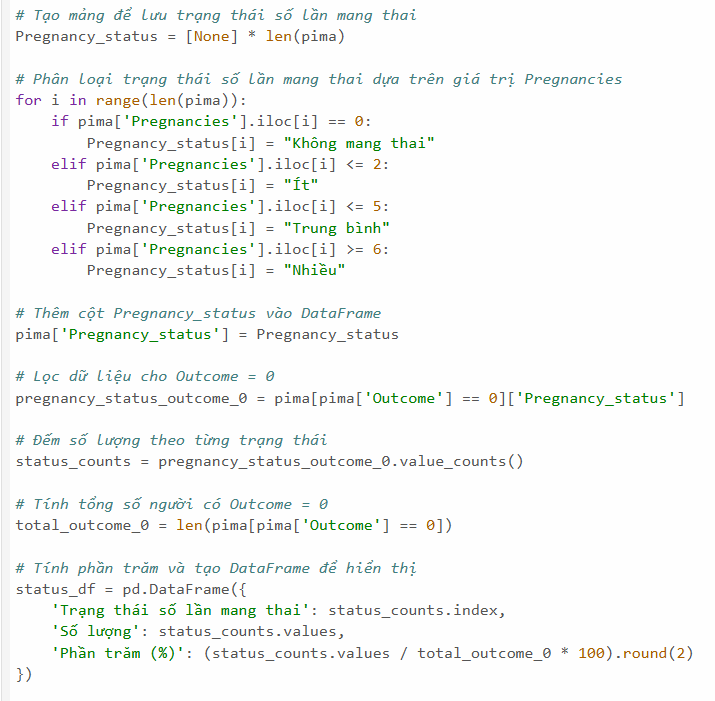 # Tạo mảng để lưu trạng thái số lần mang thai
Pregnancy_status = [None] * len(pima)

# Phân loại trạng thái số lần mang thai dựa trên giá trị Pregnancies
for i in range(len(pima)):
    if pima['Pregnancies'].iloc[i] == 0:
        Pregnancy_status[i] = "Không mang thai"
    elif pima['Pregnancies'].iloc[i] <= 2:
        Pregnancy_status[i] = "Ít"
    elif pima['Pregnancies'].iloc[i] <= 5:
        Pregnancy_status[i] = "Trung bình"
    elif pima['Pregnancies'].iloc[i] >= 6:
        Pregnancy_status[i] = "Nhiều"

# Thêm cột Pregnancy_status vào DataFrame
pima['Pregnancy_status'] = Pregnancy_status

# Lọc dữ liệu cho Outcome = 0
pregnancy_status_outcome_0 = pima[pima['Outcome'] == 0]['Pregnancy_status']

# Đếm số lượng theo từng trạng thái
status_counts = pregnancy_status_outcome_0.value_counts()

# Tính tổng số người có Outcome = 0
total_outcome_0 = len(pima[pima['Outcome'] == 0])

# Tính phần trăm và tạo DataFrame để hiển thị
status_df = pd.DataFrame({
    'Trạng thái số lần mang thai': status_counts.index,
    'Số lượng': status_counts.values,
    'Phần trăm (%)': (status_counts.values / total_outcome_0 * 100).round(2)
})